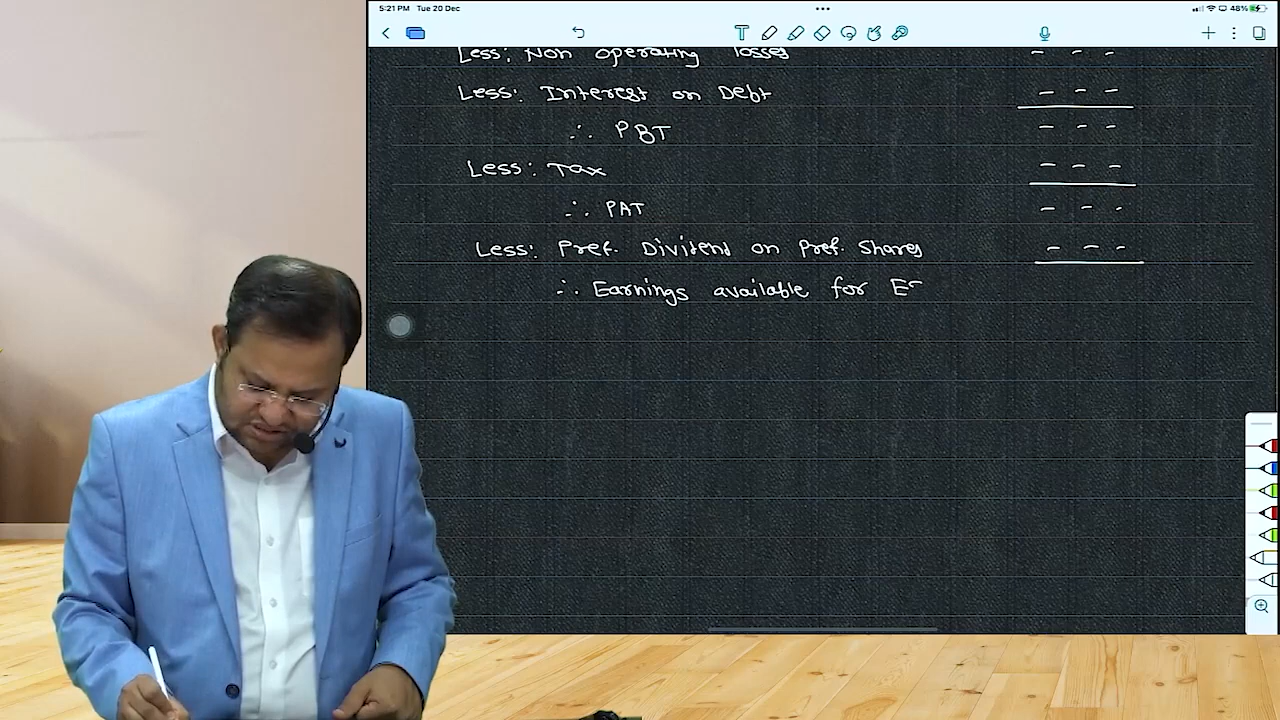 5:21 PM Tue 20 Dec
48%
Less: Non operating losses - - -
Less: Interest on Debt - - -
∴ PBT - - -
Less: Tax - - -
∴ PAT - - -
Less: Pref. Dividend on Pref. Shares - - -
∴ Earnings available for E